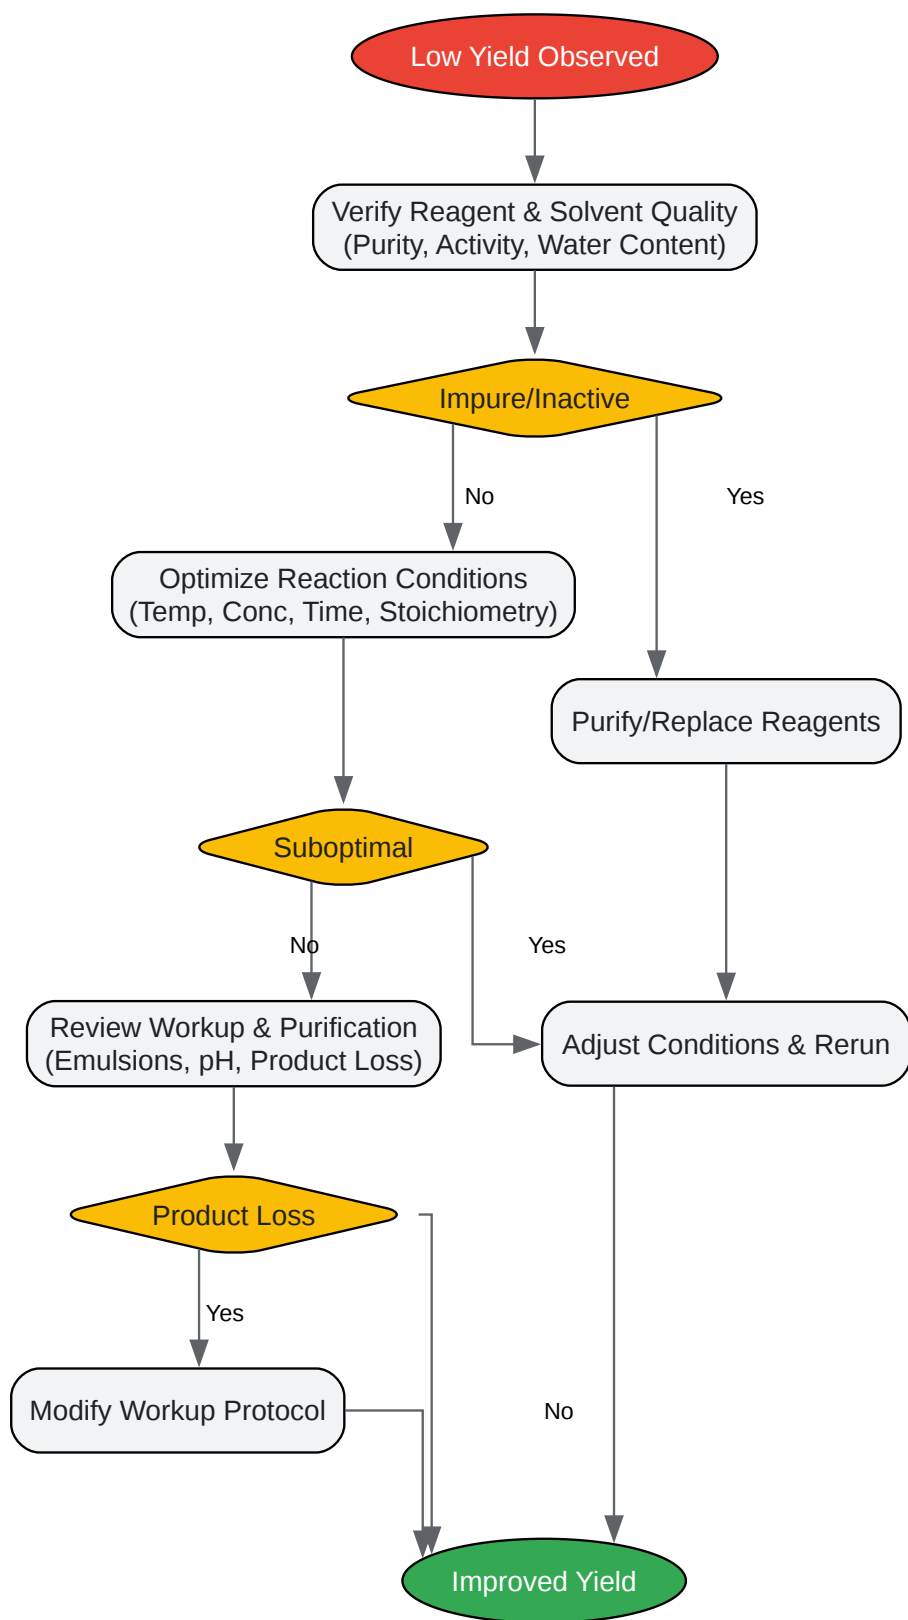 Low Yield Observed
Verify Reagent & Solvent Quality
(Purity, Activity, Water Content)
Impure/Inactive
No
Yes
Optimize Reaction Conditions
(Temp, Conc, Time, Stoichiometry)
Purify/Replace Reagents
Suboptimal
No
Yes
Review Workup & Purification
(Emulsions, pH, Product Loss)
Adjust Conditions & Rerun
Product Loss
Yes
Modify Workup Protocol
No
Improved Yield